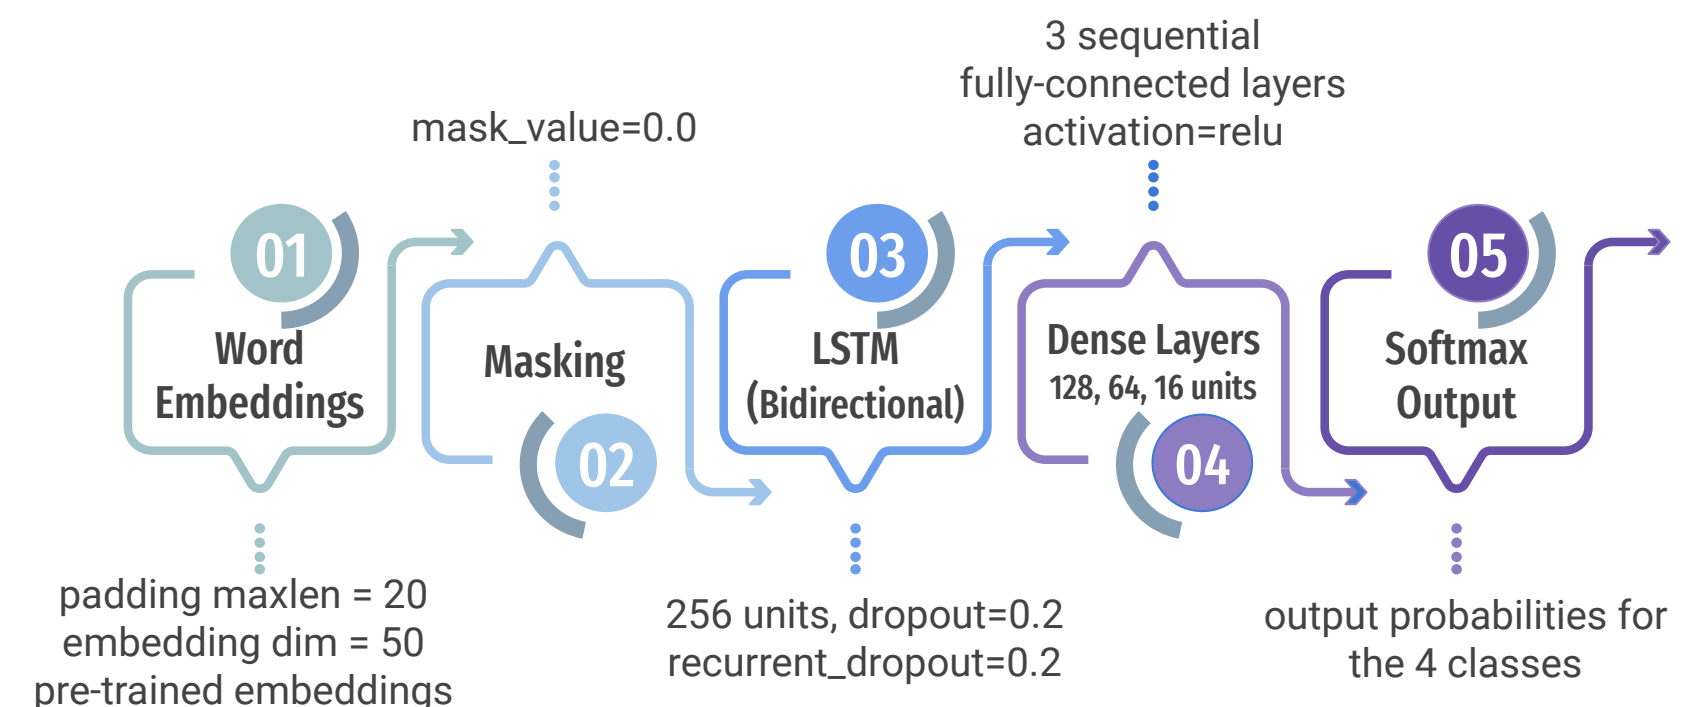 01
Word
Embeddings
padding maxlen = 20
embedding dim = 50
pre-trained embeddings
mask_value=0.0
Masking
02
03
LSTM
(Bidirectional)
256 units, dropout=0.2
recurrent_dropout=0.2
3 sequential
fully-connected layers
activation=relu
Dense Layers
128, 64, 16 units
04
05
Softmax
Output
output probabilities for
the 4 classes